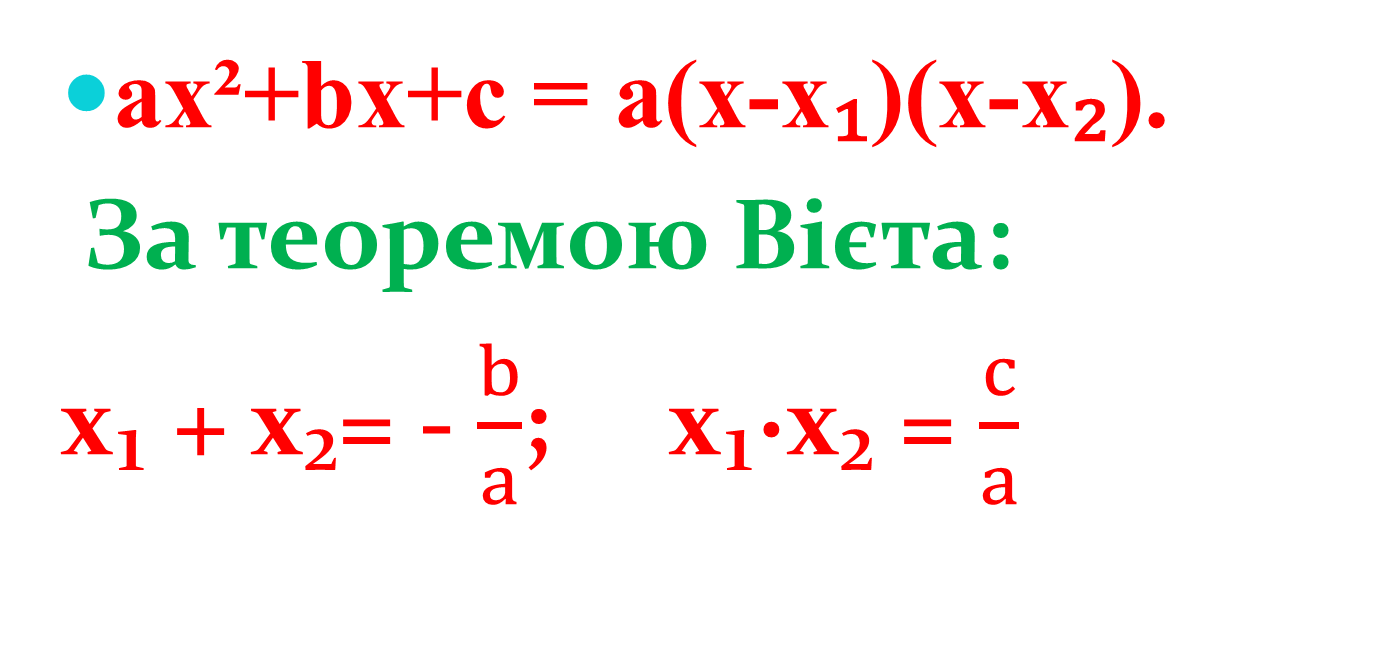 •ax²+bx+c = a(x-x₁)(x-x₂).
За теоремою Вієта:
x₁ + x₂= - b/a; x₁·x₂ = c/a